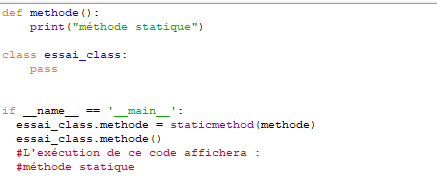 def methode():
    print("méthode statique")
class essai_class:
    pass
if __name__ == '__main__':
  essai_class.methode = staticmethod(methode)
  essai_class.methode()
  #L'exécution de ce code affichera :
  #méthode statique